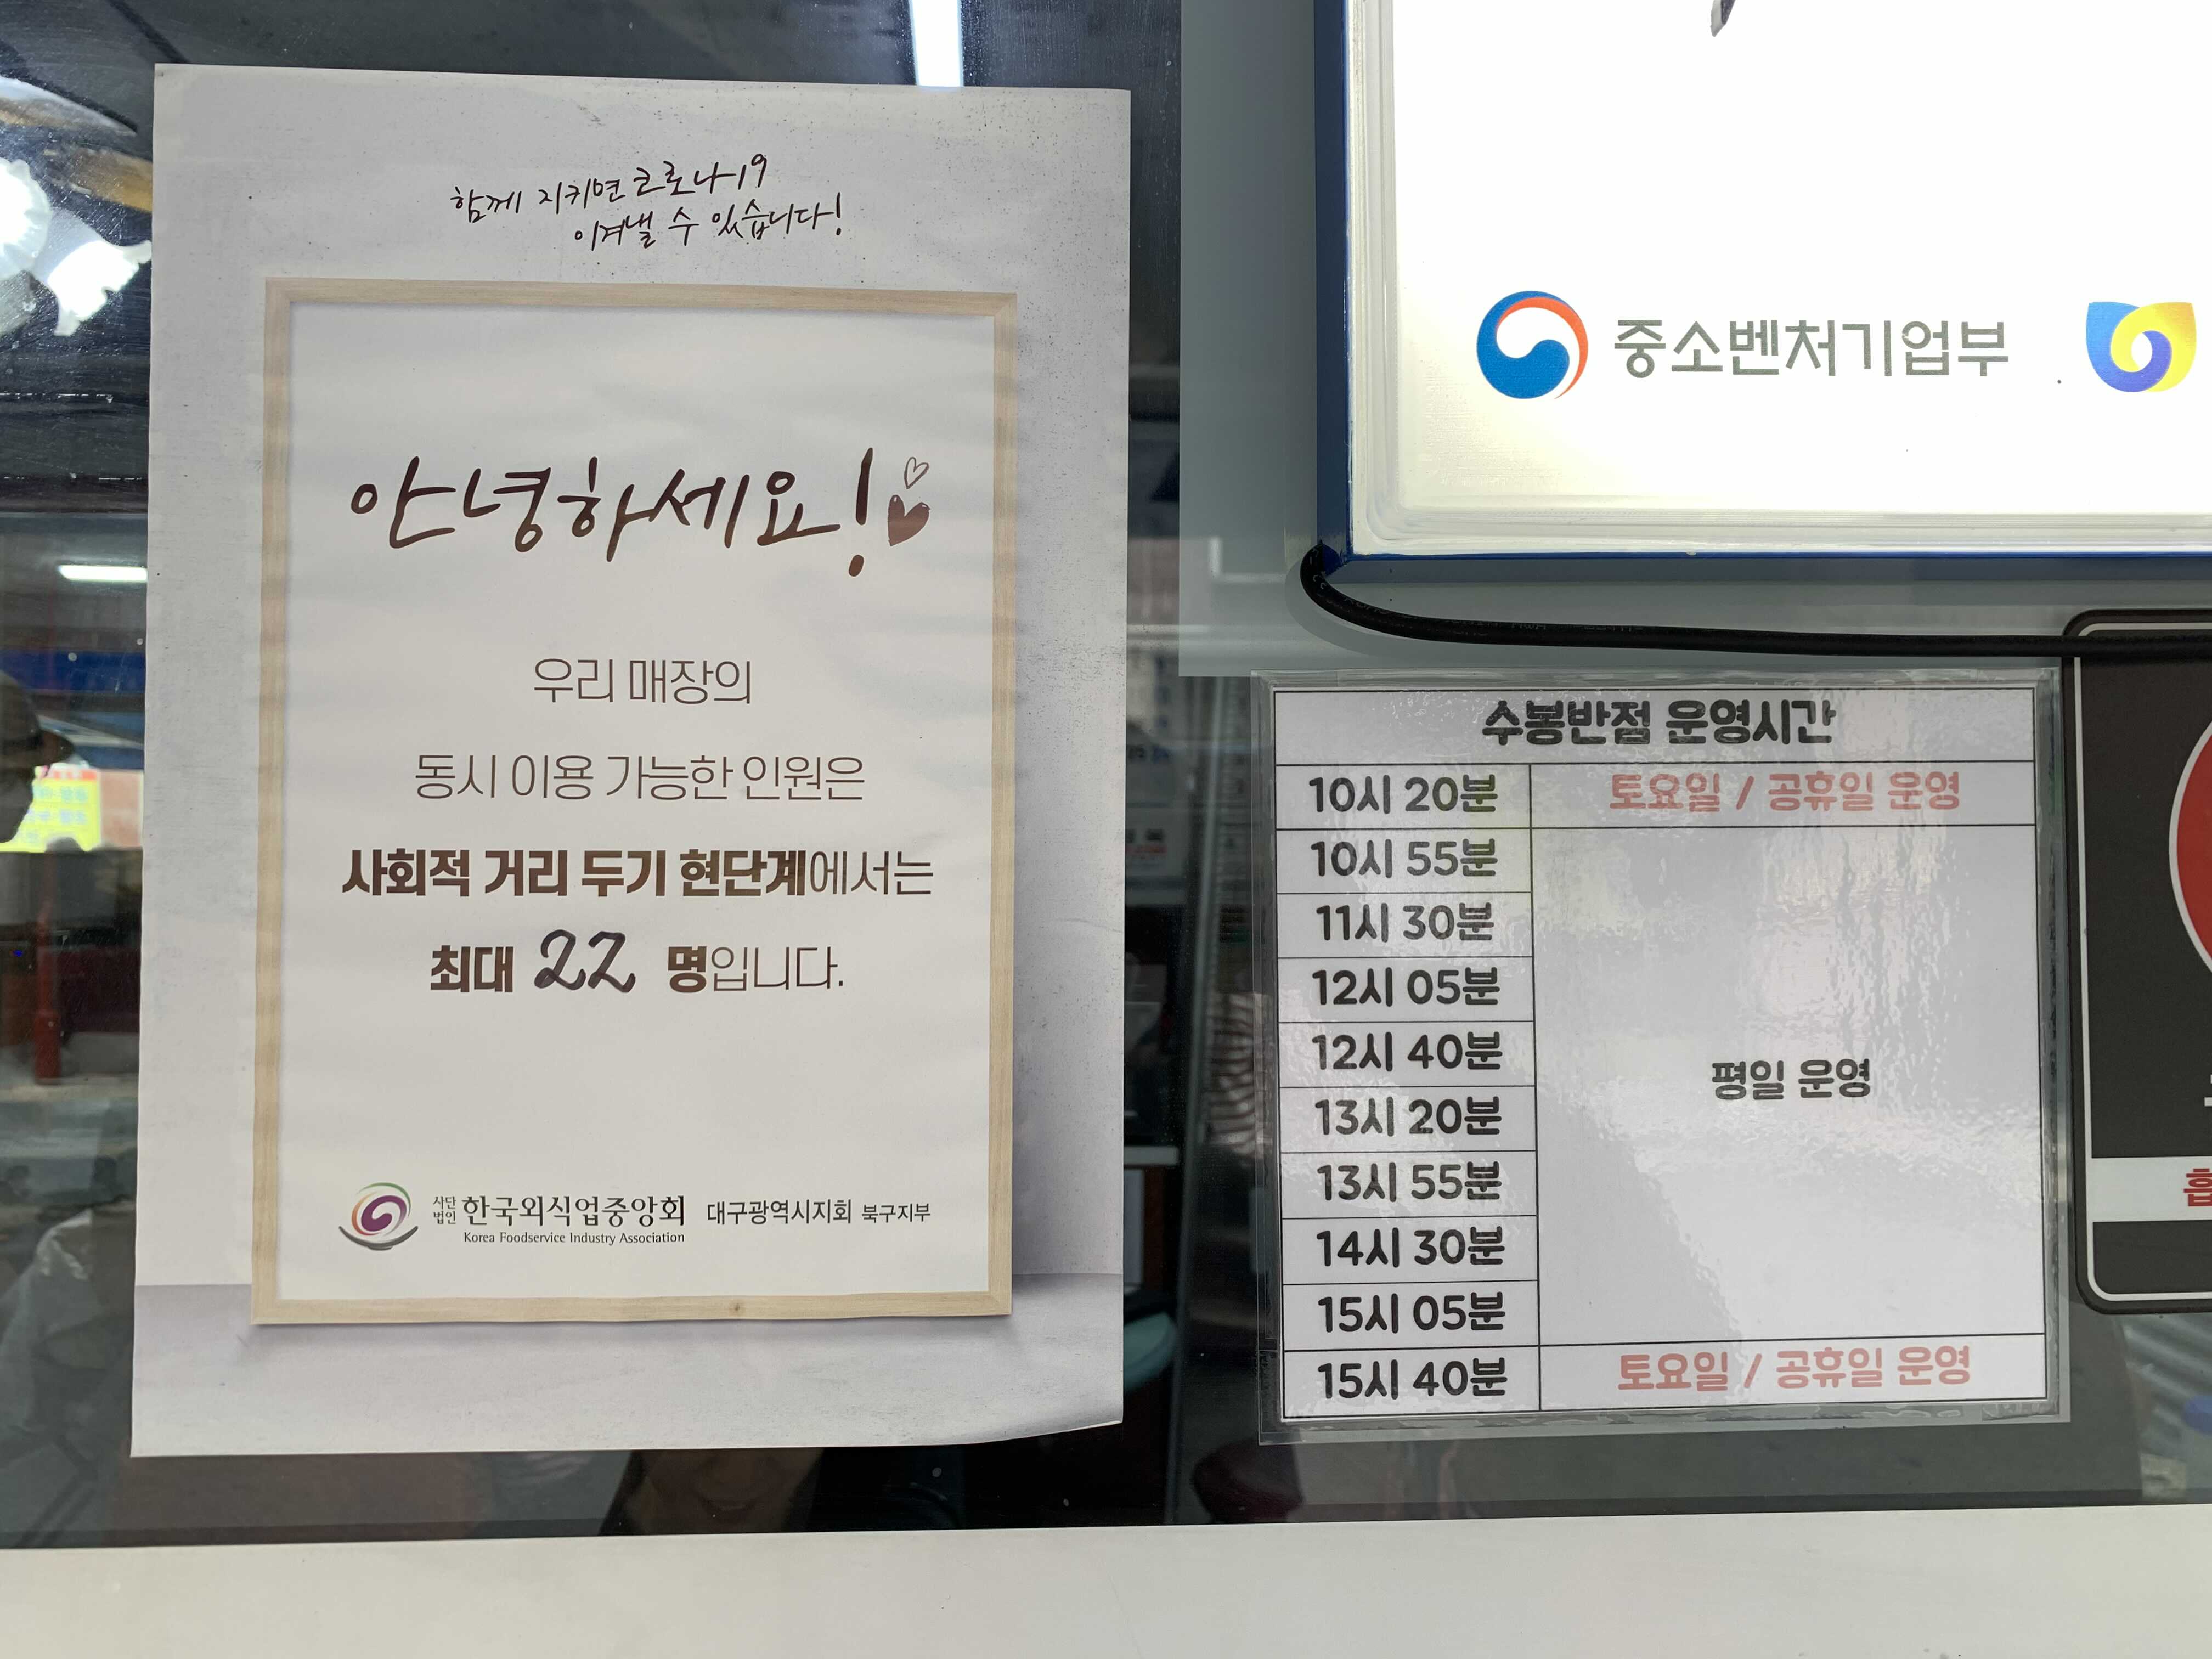 함께 지키면 코로나19
이겨낼 수 있습니다!
안녕하세요!
우리 매장의
동시 이용 가능한 인원은
사회적 거리 두기 현단계에서는
최대 22 명입니다.
사단
법인 한국외식업중앙회 대구광역시지회 북구지부
Korea Foodservice Industry Association
중소벤처기업부
수봉반점 운영시간
10시 20분 토요일 / 공휴일 운영
10시 55분
11시 30분
12시 05분
12시 40분 평일 운영
13시 20분
13시 55분
14시 30분
15시 05분
15시 40분 토요일 / 공휴일 운영